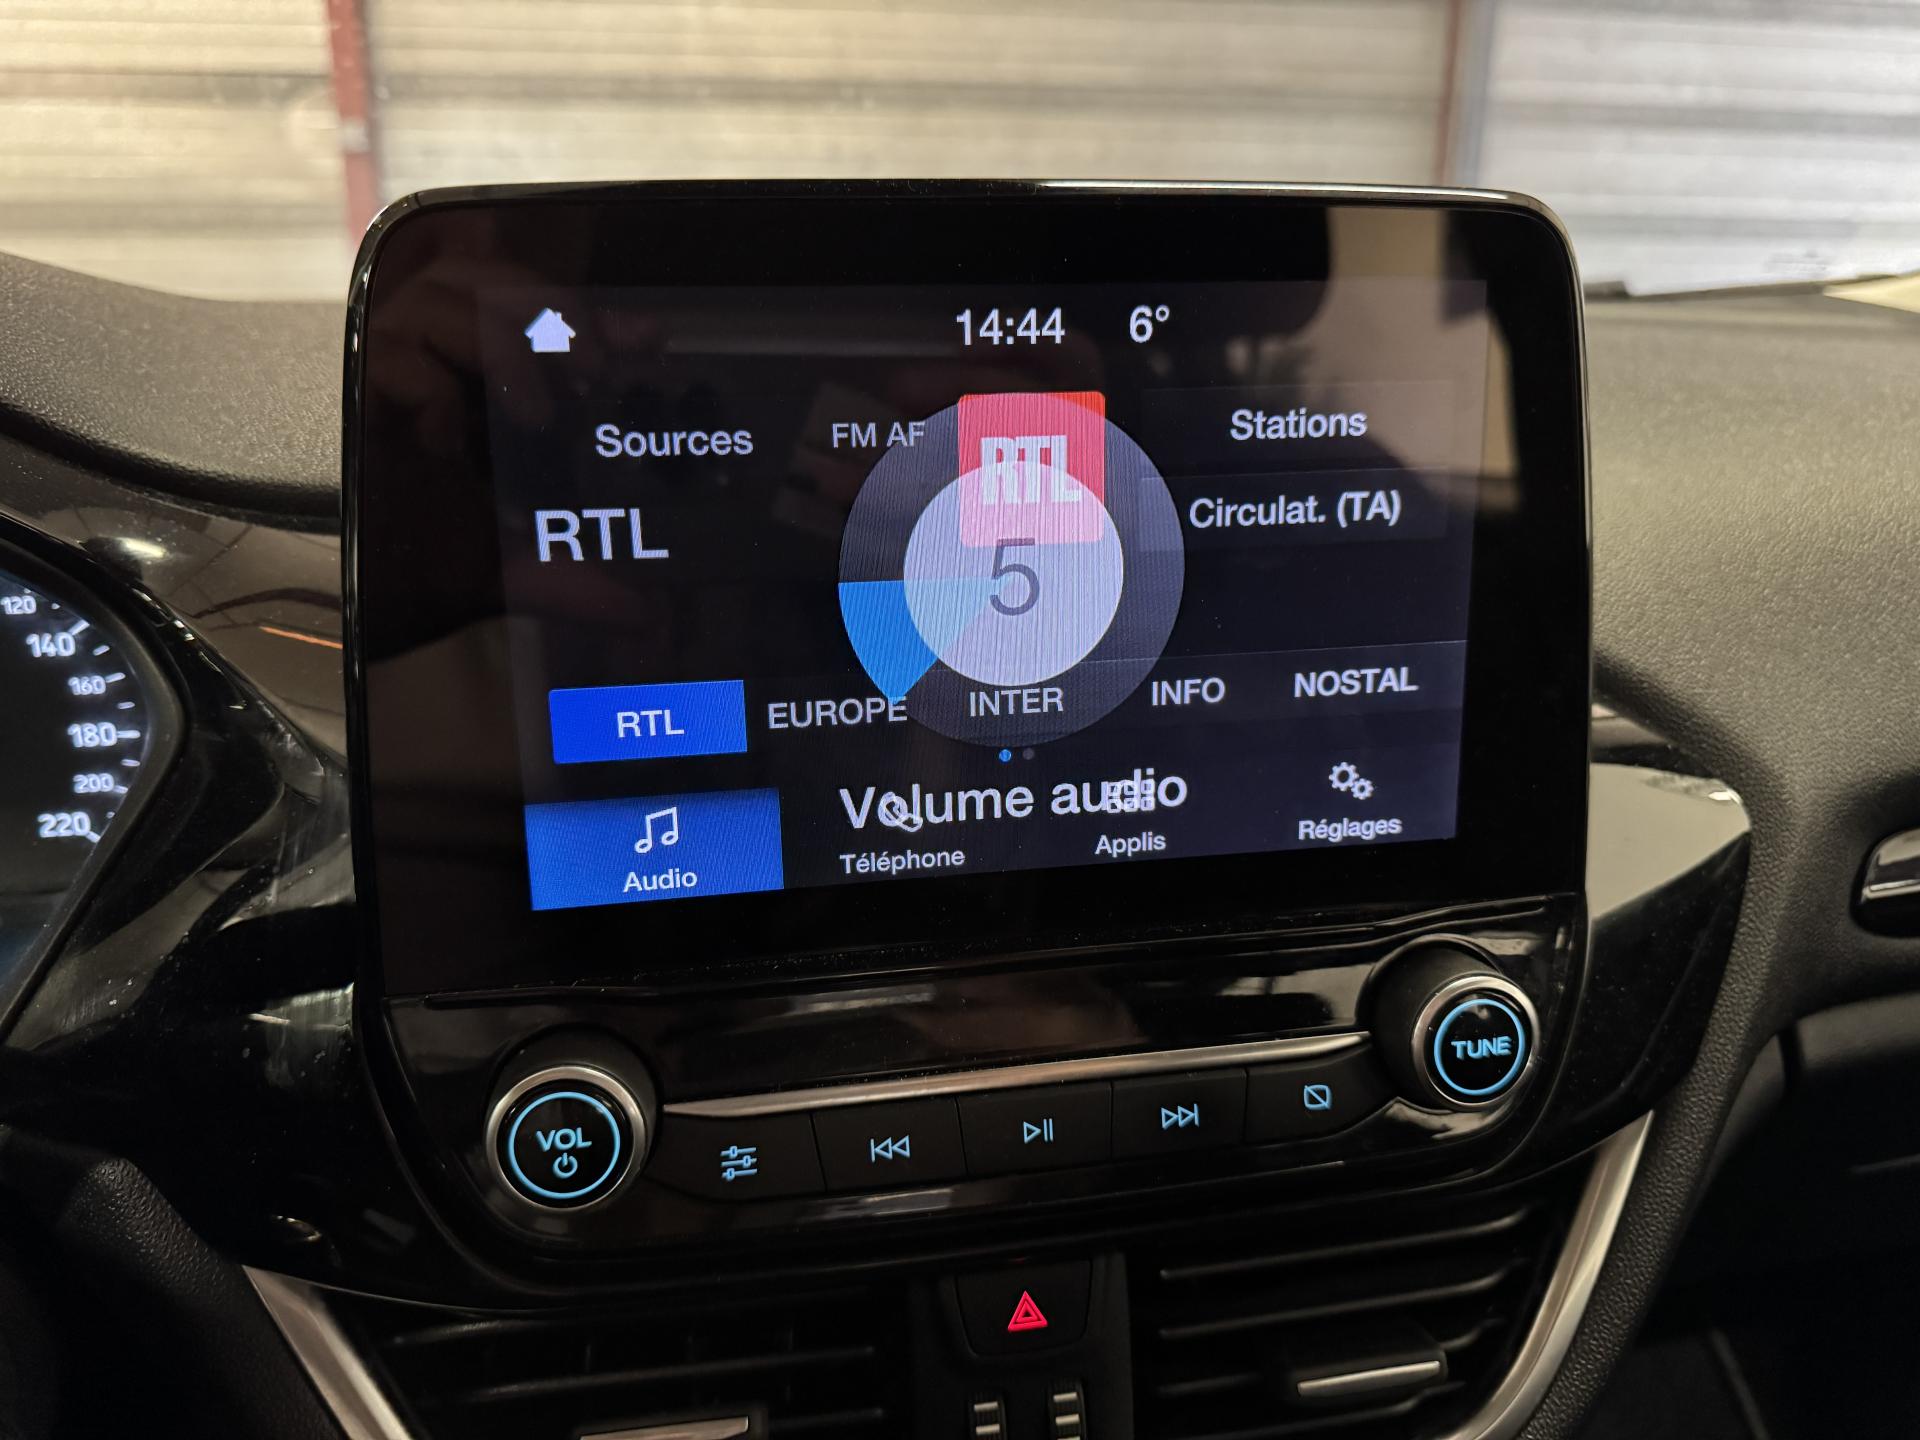 14:44 6°
Sources FM AF RTL Stations
RTL 5 Circulat. (TA)
RTL EUROPE INTER INFO NOSTAL
Volume audio
Audio Téléphone Applis Réglages
120
140
160
180
200
220
VOL
TUNE